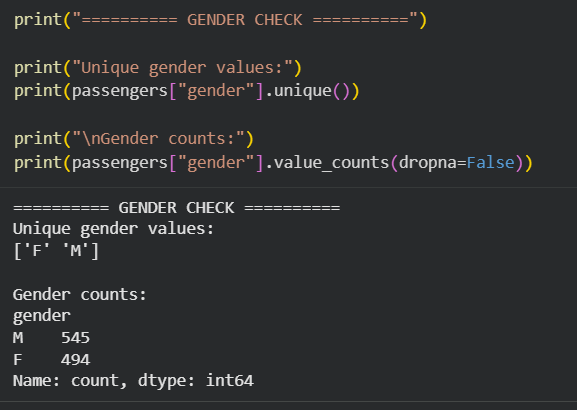 print("========== GENDER CHECK ==========")
print("Unique gender values:")
print(passengers["gender"].unique())
print("\nGender counts:")
print(passengers["gender"].value_counts(dropna=False))
========== GENDER CHECK ==========
Unique gender values:
['F' 'M']
Gender counts:
gender
M    545
F    494
Name: count, dtype: int64